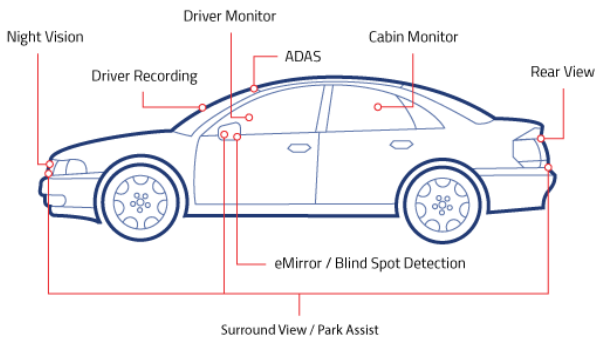 Driver Monitor
Night Vision
Cabin Monitor
ADAS
Driver Recording
Rear View
eMirror / Blind Spot Detection
Surround View / Park Assist